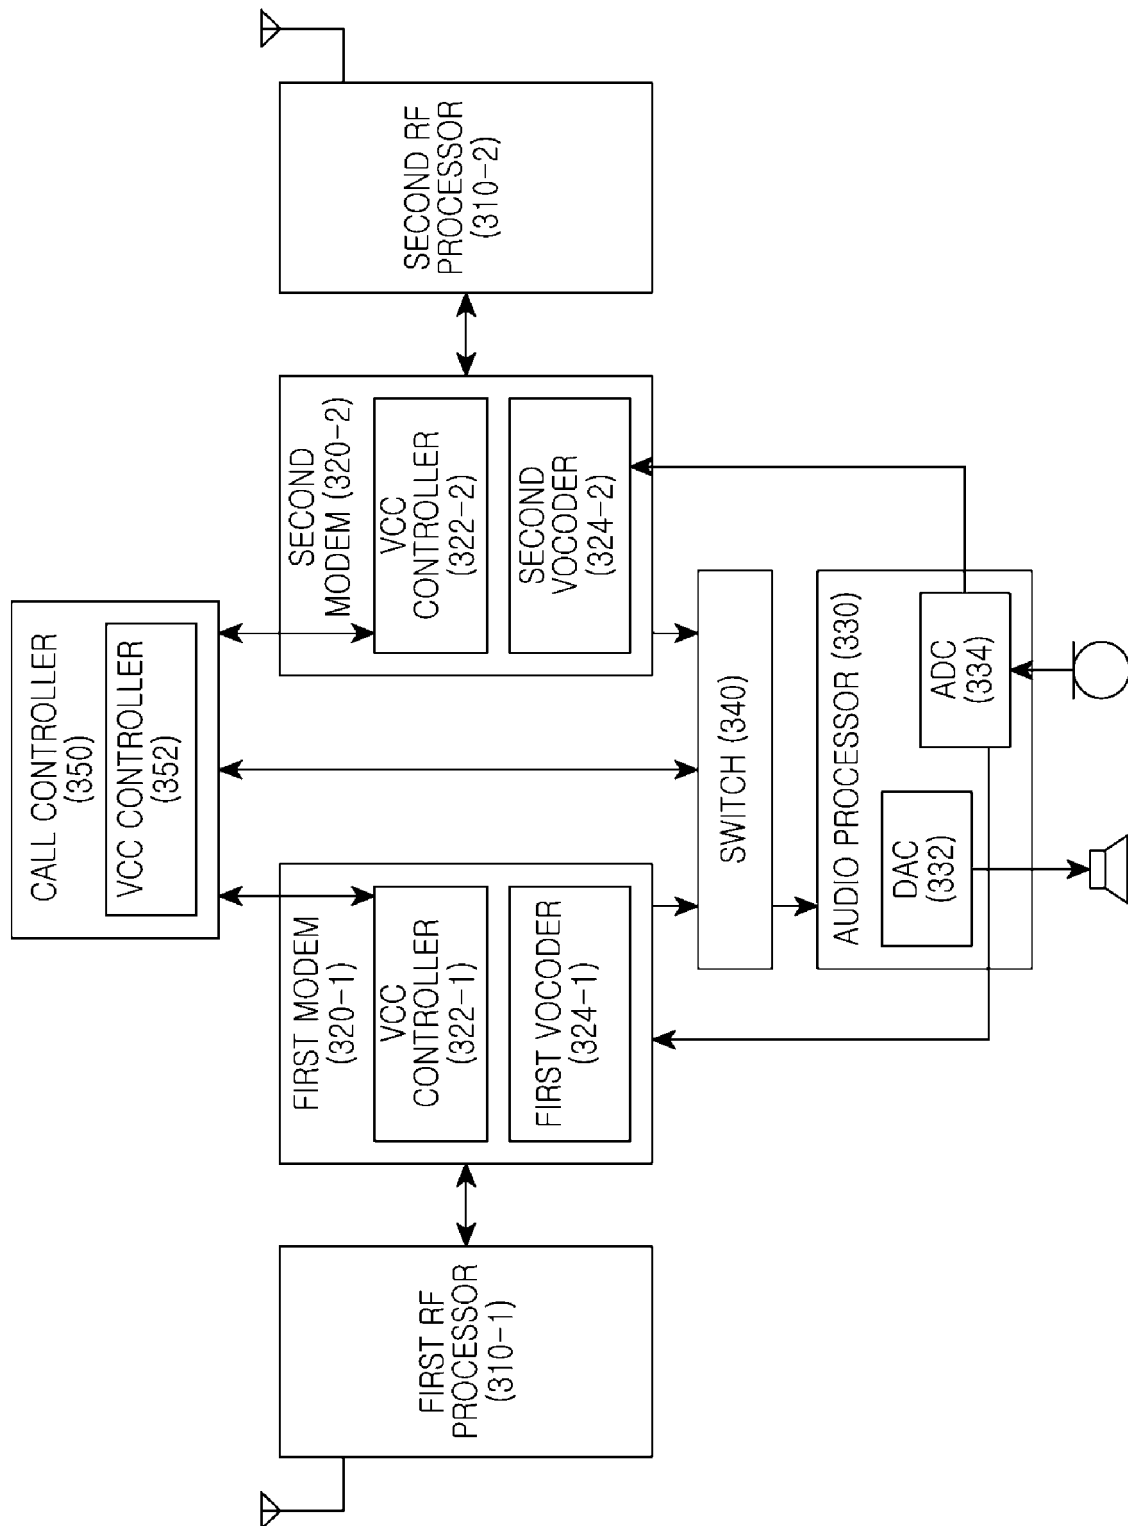 CALL CONTROLLER
(350)
VCC CONTROLLER
(352)
FIRST RF
PROCESSOR
(310-1)
FIRST MODEM
(320-1)
VCC
CONTROLLER
(322-1)
FIRST VOCODER
(324-1)
SECOND
MODEM (320-2)
VCC
CONTROLLER
(322-2)
SECOND
VOCODER
(324-2)
SECOND RF
PROCESSOR
(310-2)
SWITCH (340)
AUDIO PROCESSOR (330)
DAC
(332)
ADC
(334)